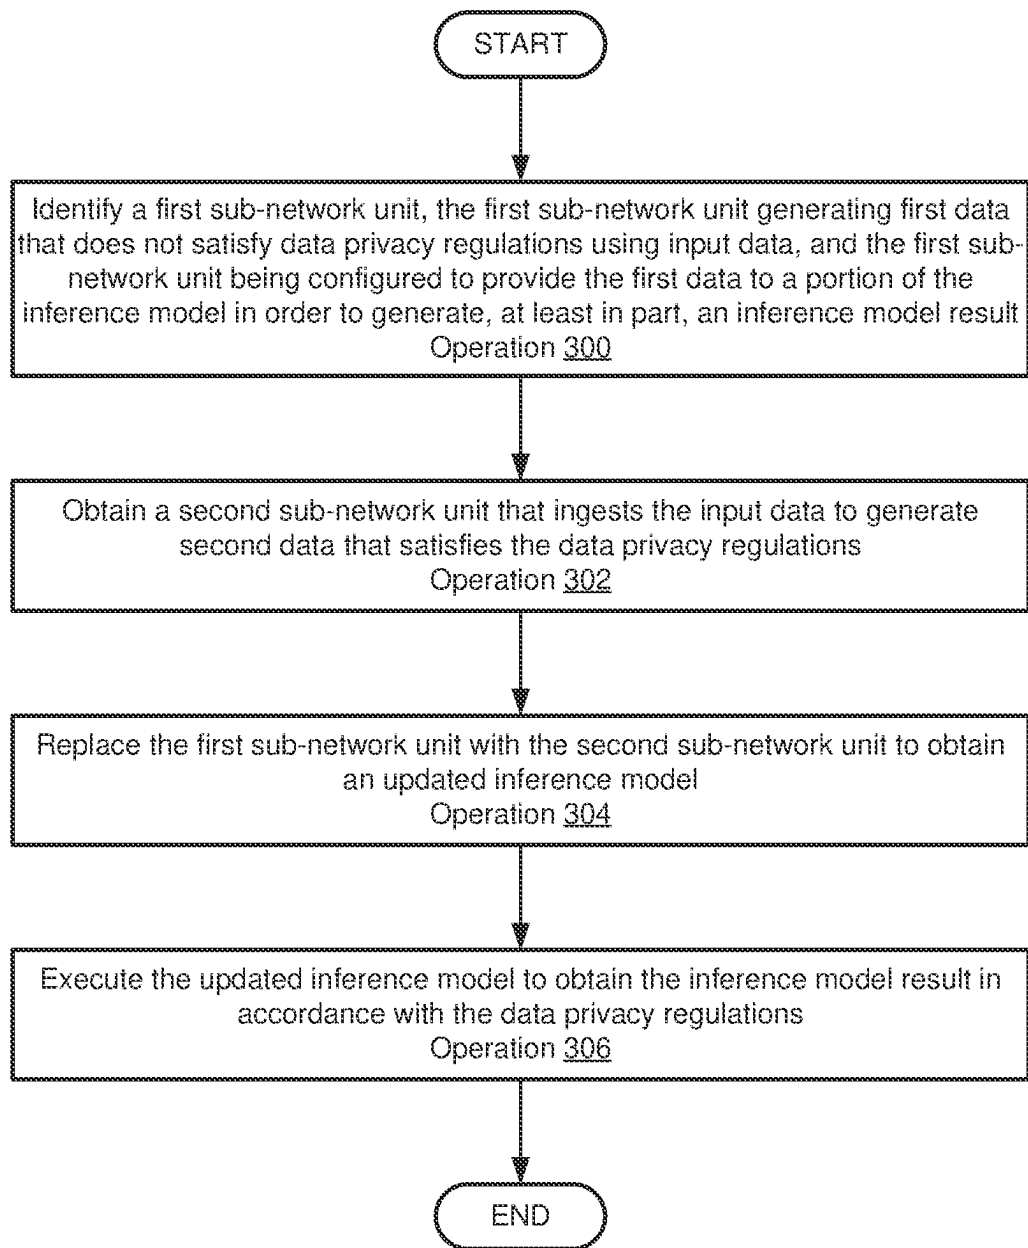 START
Identify a first sub-network unit, the first sub-network unit generating first data
that does not satisfy data privacy regulations using input data, and the first sub-
network unit being configured to provide the first data to a portion of the
inference model in order to generate, at least in part, an inference model result
Operation 300
Obtain a second sub-network unit that ingests the input data to generate
second data that satisfies the data privacy regulations
Operation 302
Replace the first sub-network unit with the second sub-network unit to obtain
an updated inference model
Operation 304
Execute the updated inference model to obtain the inference model result in
accordance with the data privacy regulations
Operation 306
END